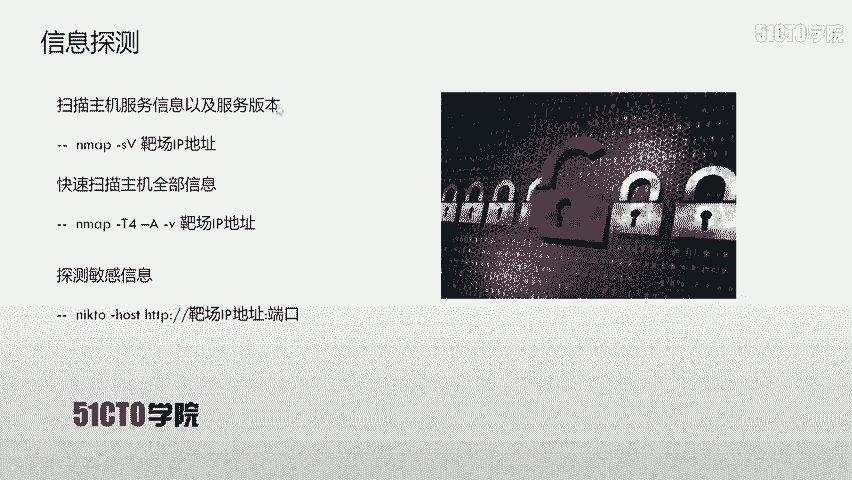 信息探测
51CTO学院
扫描主机服务信息以及服务版本
-- nmap -sV 靶场IP地址
快速扫描主机全部信息
-- nmap -T4 –A -v 靶场IP地址
探测敏感信息
-- nikto -host http://靶场IP地址:端口
51CTO学院